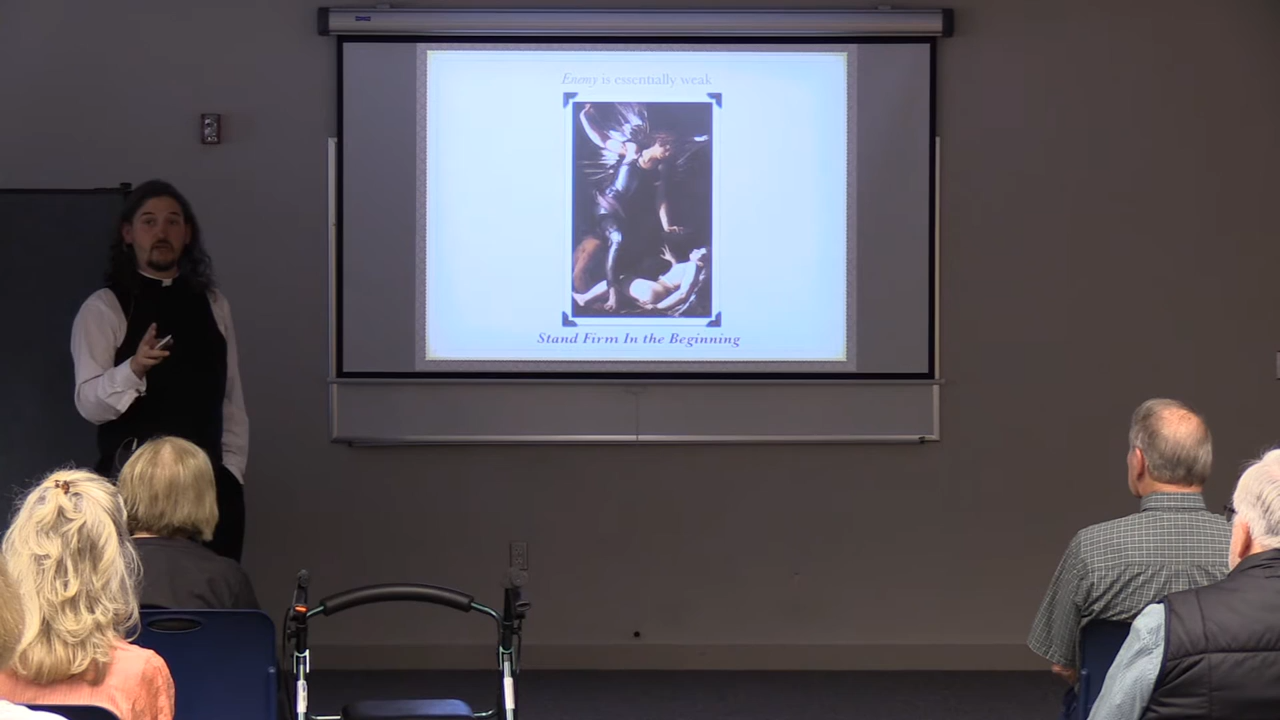 Enemy is essentially weak
Stand Firm In the Beginning